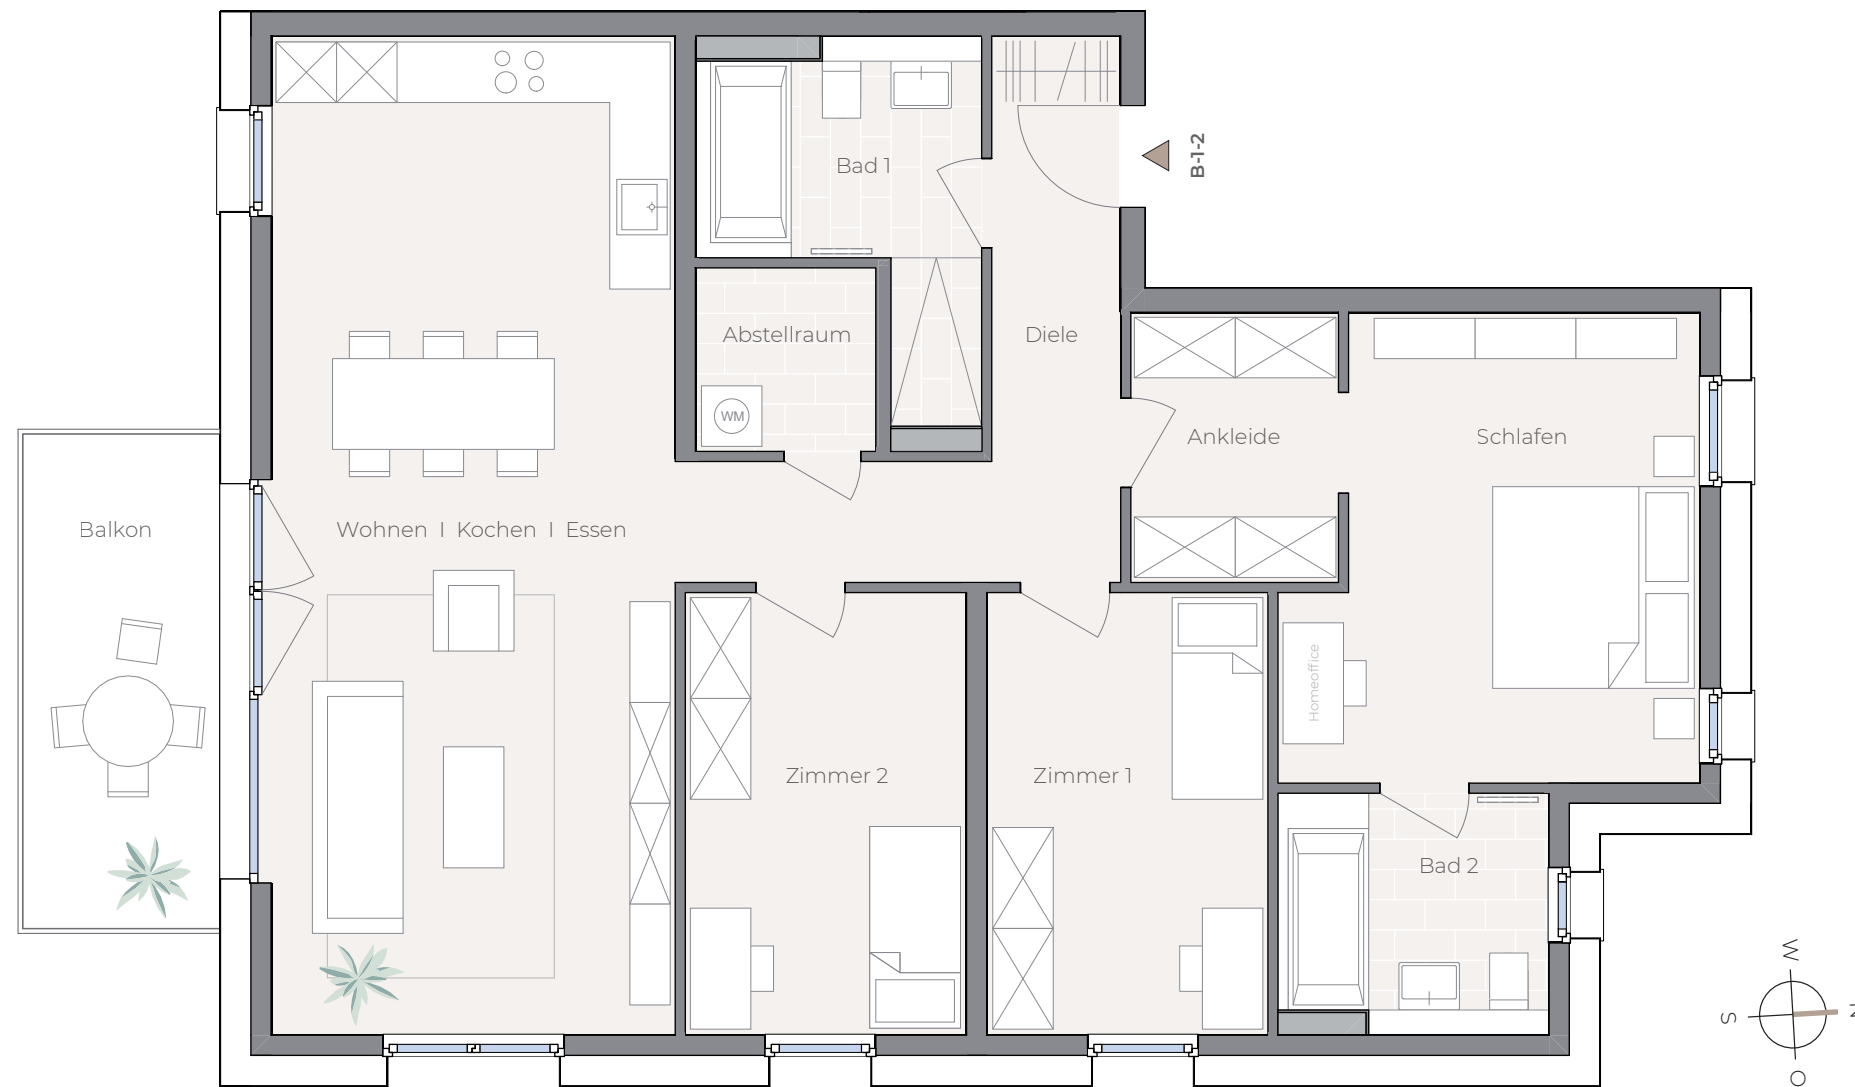 B-1-2
Bad 1
Abstellraum
Diele
WM
Ankleide
Schlafen
Balkon
Wohnen I Kochen I Essen
Homeoffice
Zimmer 2
Zimmer 1
Bad 2
W
S
O